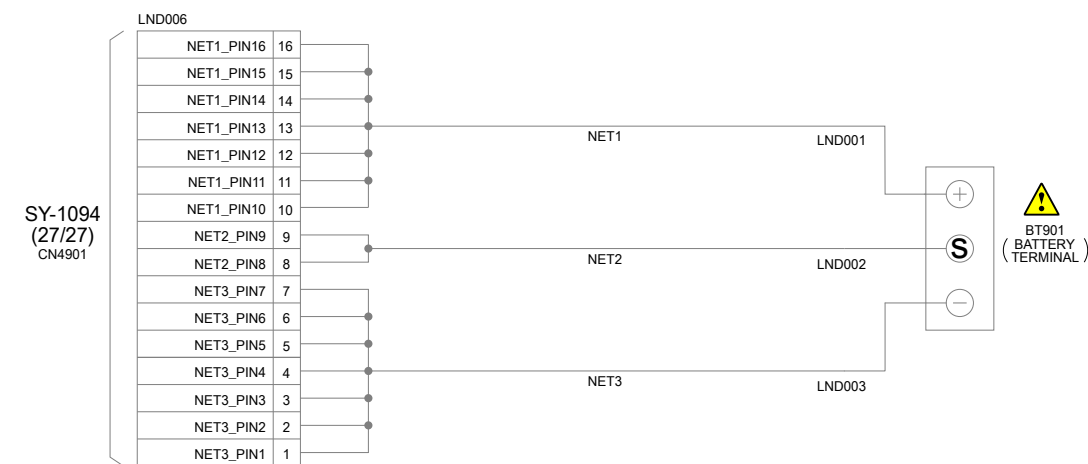 LND006
NET1_PIN16 16
NET1_PIN15 15
NET1_PIN14 14
NET1_PIN13 13
NET1_PIN12 12
NET1_PIN11 11
NET1_PIN10 10
NET2_PIN9 9
NET2_PIN8 8
NET3_PIN7 7
NET3_PIN6 6
NET3_PIN5 5
NET3_PIN4 4
NET3_PIN3 3
NET3_PIN2 2
NET3_PIN1 1
SY-1094
(27/27)
CN4901
NET1
LND001
NET2
LND002
NET3
LND003
+
S
−
!
BT901
( BATTERY
TERMINAL )